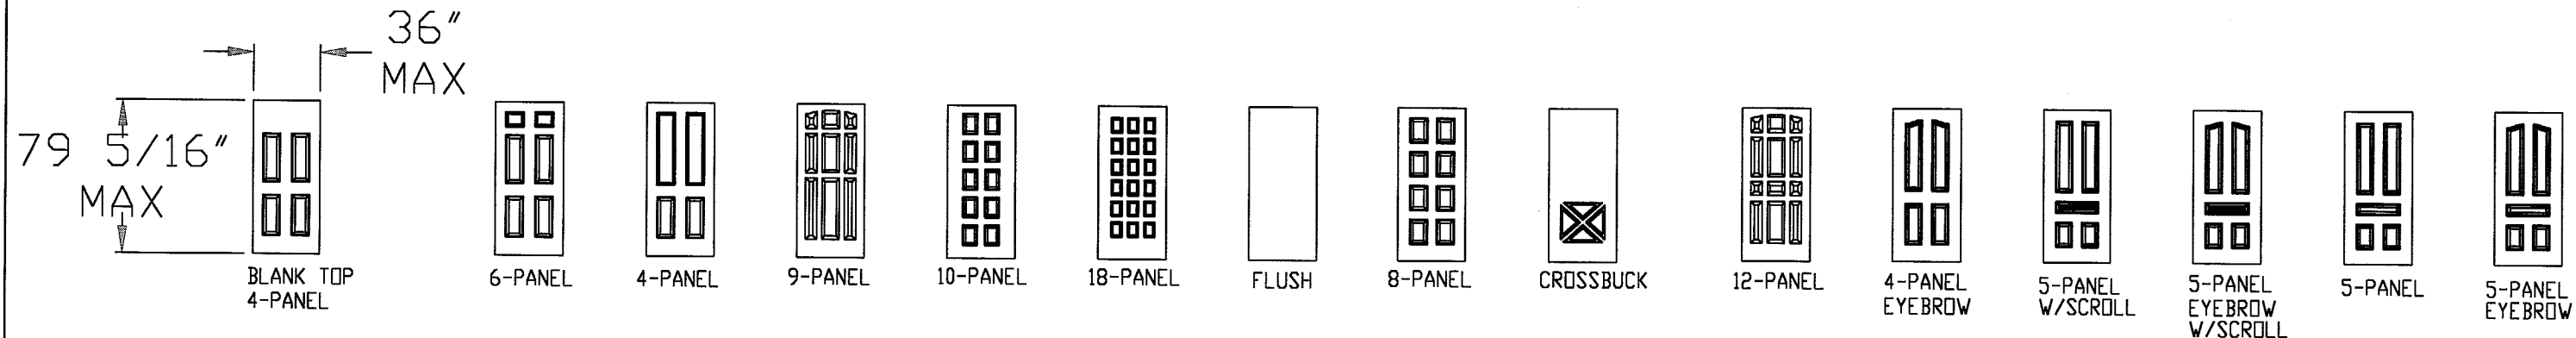 36"
MAX
79 5/16"
MAX
BLANK TOP
4-PANEL
6-PANEL
4-PANEL
9-PANEL
10-PANEL
18-PANEL
FLUSH
8-PANEL
CROSSBUCK
12-PANEL
4-PANEL
EYEBROW
5-PANEL
W/SCROLL
5-PANEL
EYEBROW
W/SCROLL
5-PANEL
5-PANEL
EYEBROW